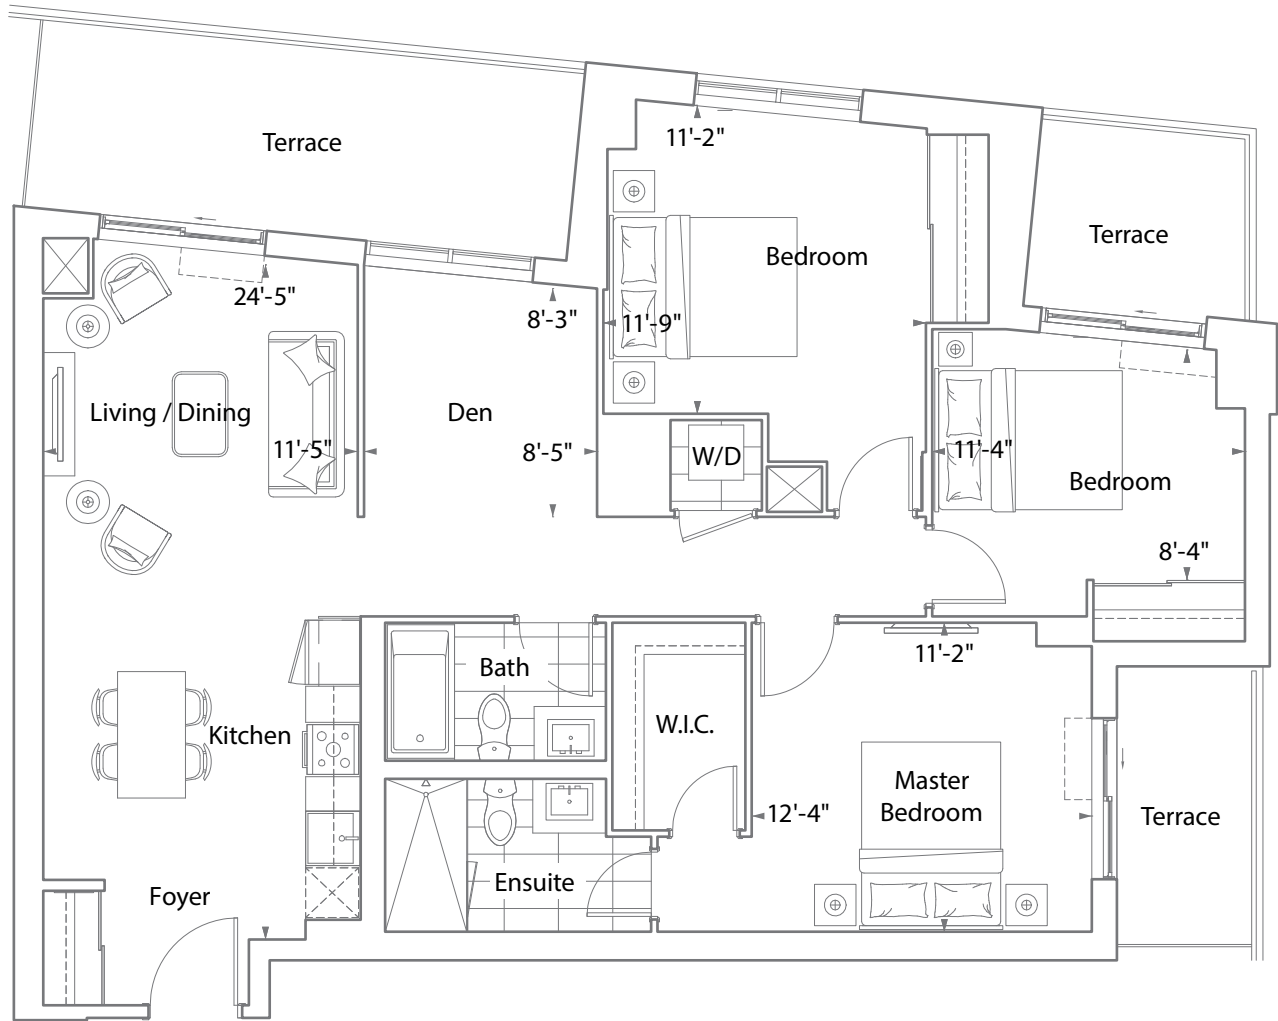 Terrace
11'-2"
Terrace
Bedroom
24'-5"
8'-3"
11'-9"
Living / Dining
Den
11'-5"
8'-5"
W/D
11'-4"
Bedroom
8'-4"
11'-2"
Bath
W.I.C.
Kitchen
Master
Bedroom
12'-4"
Terrace
Ensuite
Foyer